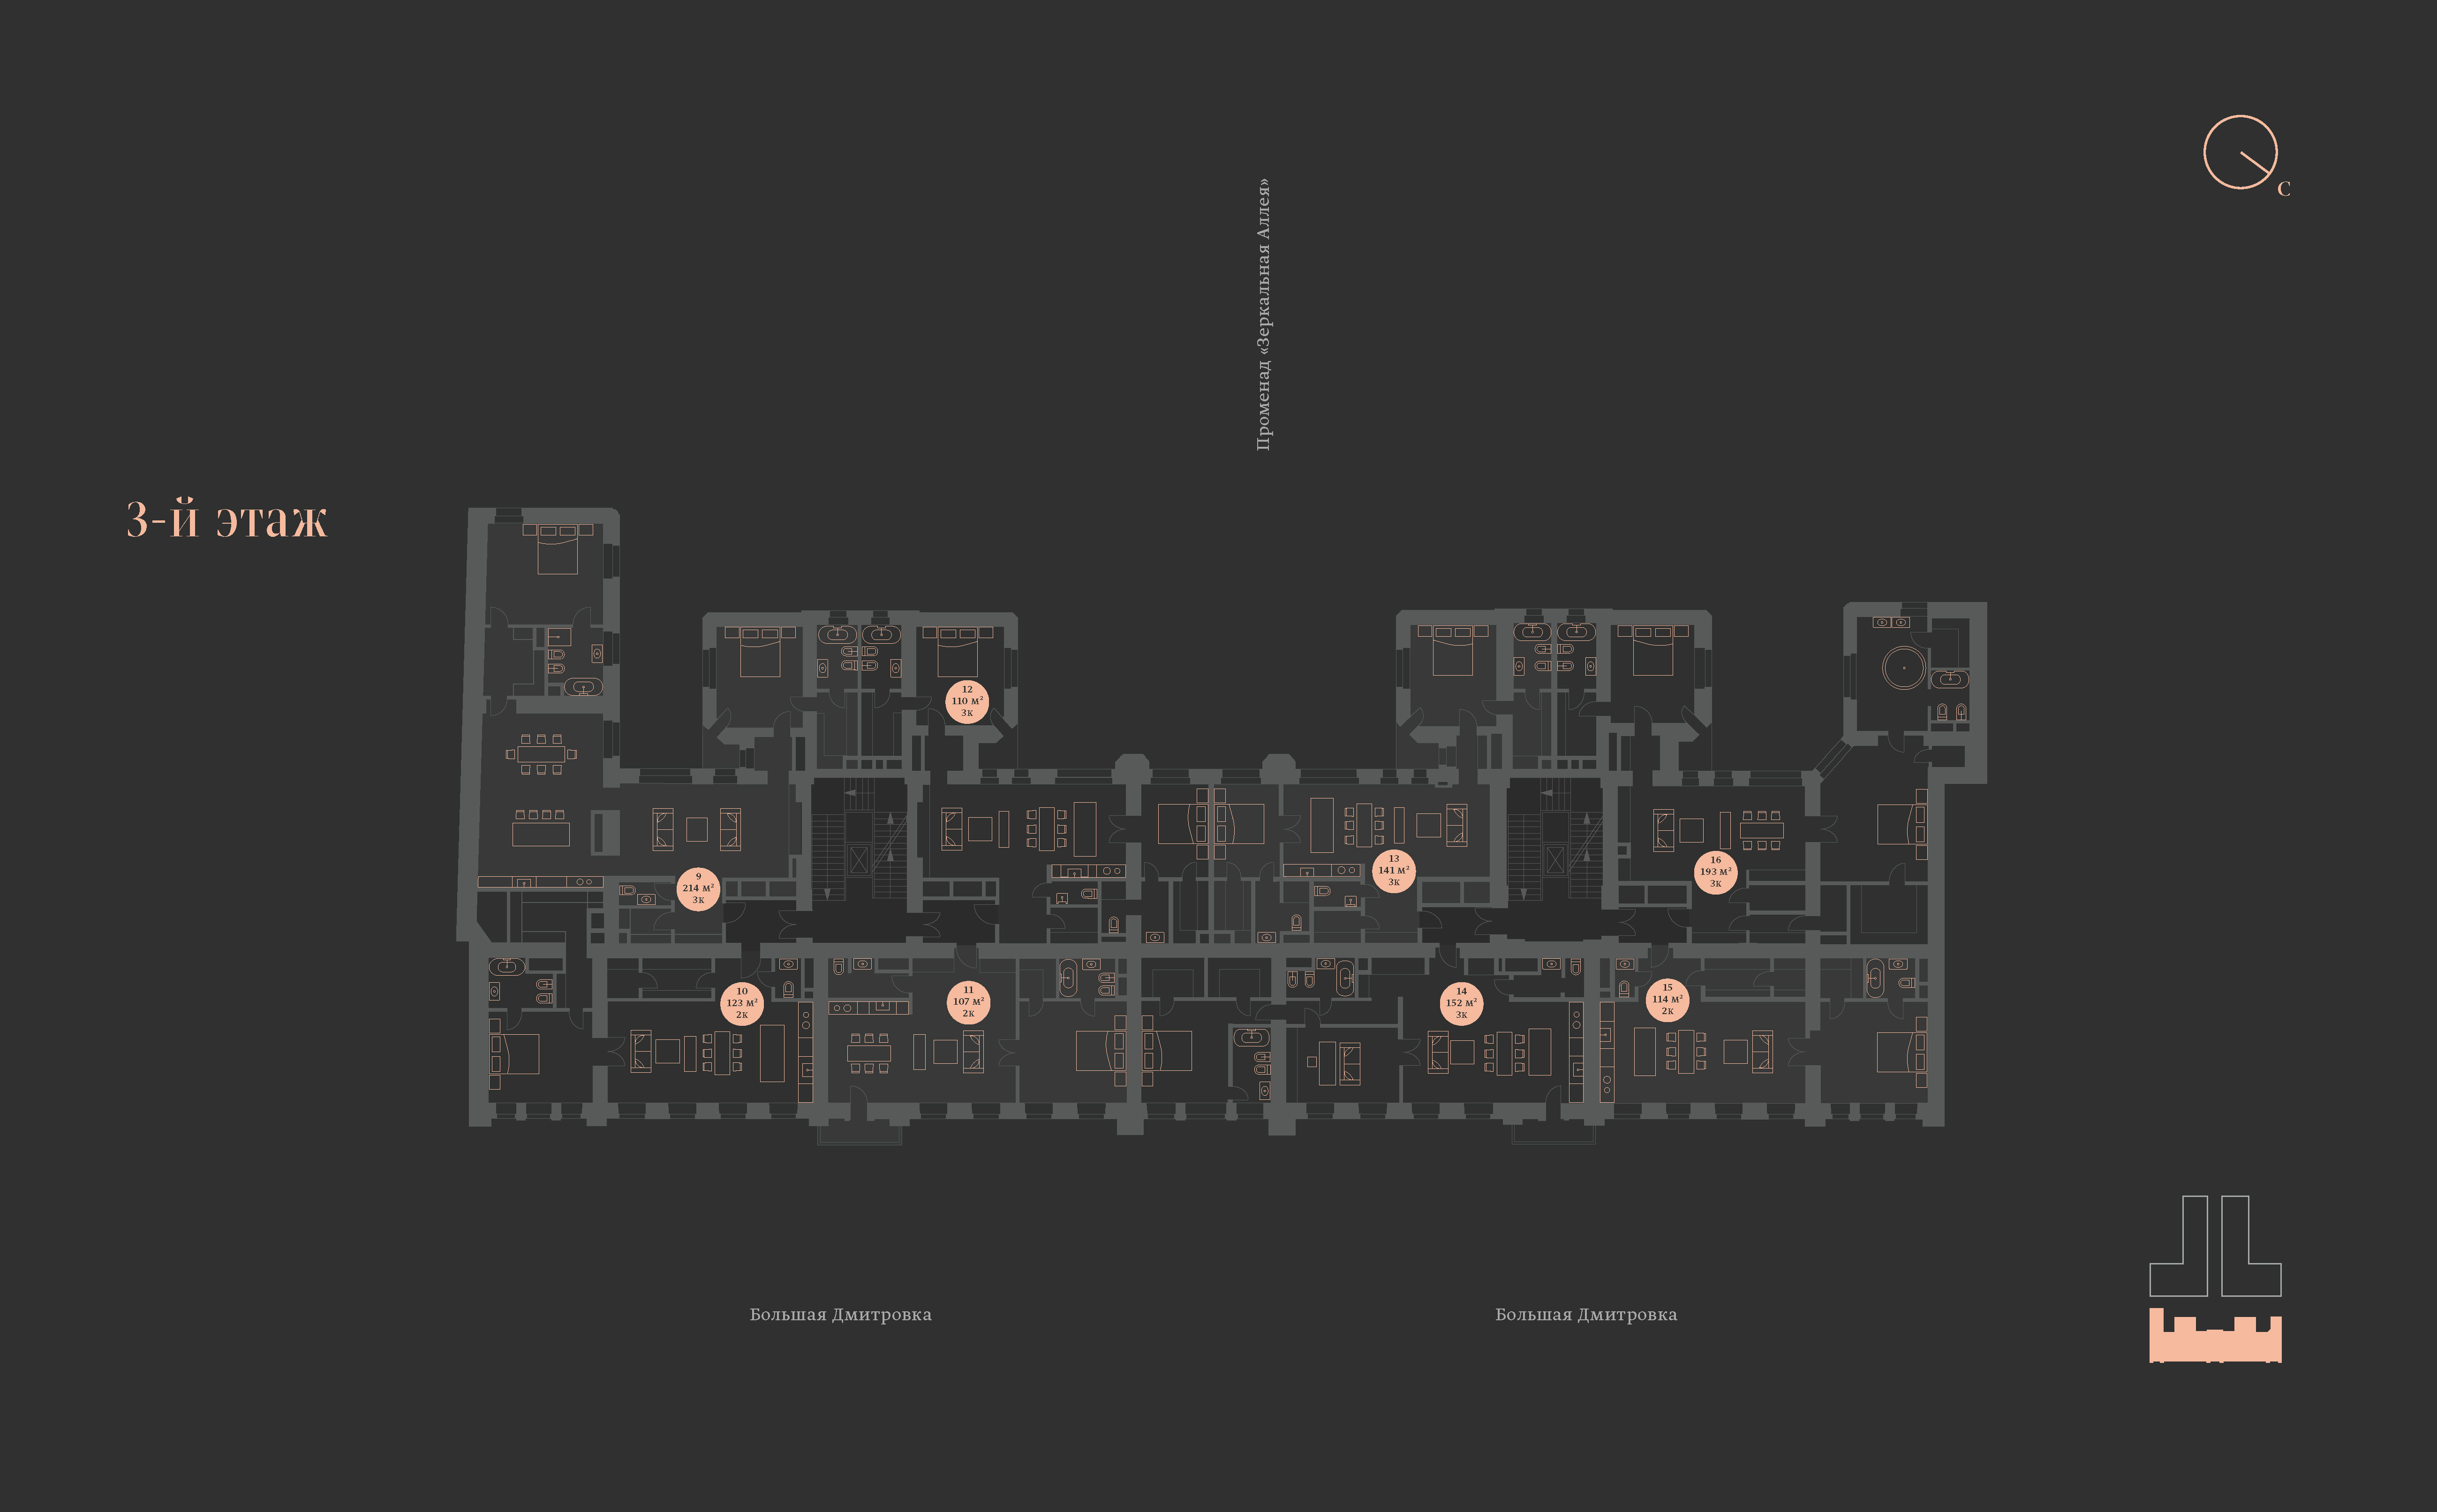 С
Променад «Зеркальная Аллея»
3-й этаж
12
110 м²
3К
13
141 м²
3К
16
193 м²
3К
9
214 м²
3К
10
123 м²
2К
11
107 м²
2К
14
152 м²
3К
15
114 м²
2К
Большая Дмитровка
Большая Дмитровка